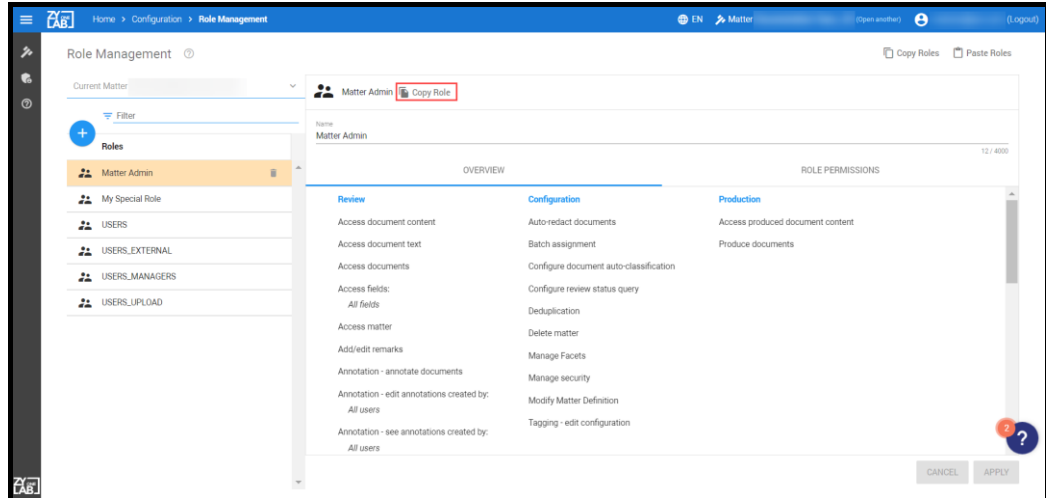 ZYLAB ONE
Home > Configuration > Role Management
EN
Matter
(Open another)
(Logout)
Role Management
Copy Roles
Paste Roles
Current Matter
Filter
Roles
Matter Admin
My Special Role
USERS
USERS_EXTERNAL
USERS_MANAGERS
USERS_UPLOAD
Matter Admin
Copy Role
Name
Matter Admin
12 / 4000
OVERVIEW
ROLE PERMISSIONS
Review
Access document content
Access document text
Access documents
Access fields:
All fields
Access matter
Add/edit remarks
Annotation - annotate documents
Annotation - edit annotations created by:
All users
Annotation - see annotations created by:
All users
Configuration
Auto-redact documents
Batch assignment
Configure document auto-classification
Configure review status query
Deduplication
Delete matter
Manage Facets
Manage security
Modify Matter Definition
Tagging - edit configuration
Production
Access produced document content
Produce documents
2
?
CANCEL
APPLY
ZYLAB ONE